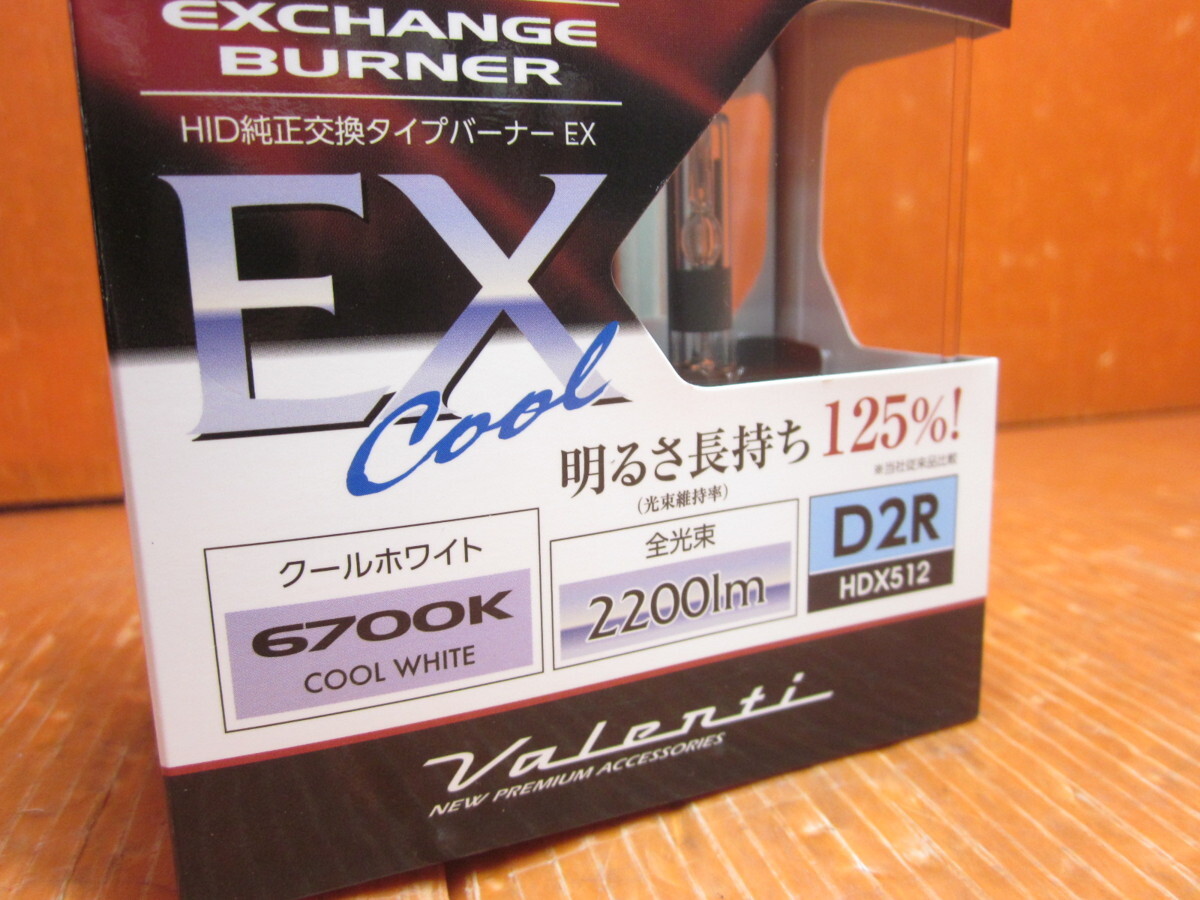 EXCHANGE
BURNER
HID純正交換タイプバーナー EX
EX
Cool
明るさ長持ち 125%!
(光束維持率)
※当社従来品比較
クールホワイト
6700K
COOL WHITE
全光束
2200lm
D2R
HDX512
Valenti
NEW PREMIUM ACCESSORIES